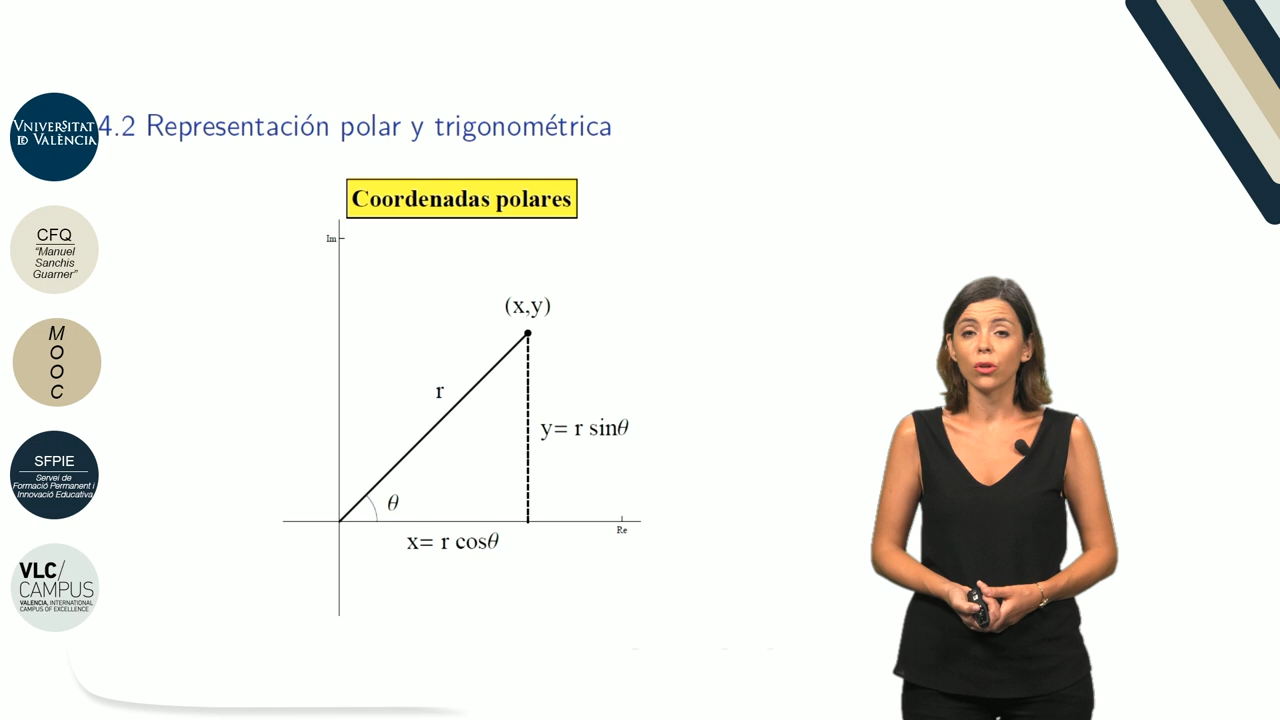 VNIVERSITAT
ID VALÈNCIA
4.2 Representación polar y trigonométrica
CFQ
“Manuel
Sanchis
Guarner”
M
O
O
C
SFPIE
Servei de
Formació Permanent i
Innovació Educativa
VLC/
CAMPUS
VALENCIA, INTERNATIONAL
CAMPUS OF EXCELLENCE
Coordenadas polares
Im
(x,y)
r
y= r sinθ
θ
Re
x= r cosθ